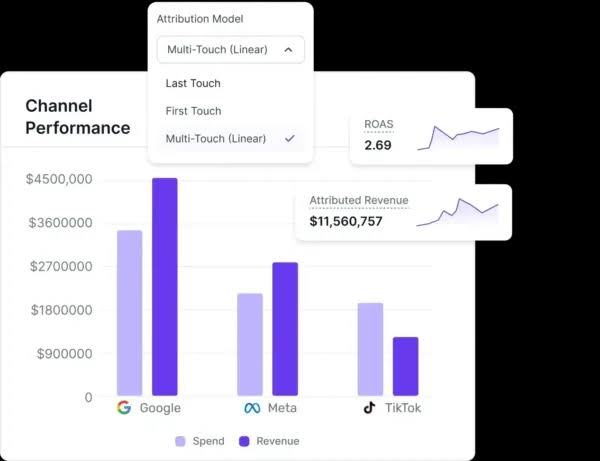 Attribution Model
Multi-Touch (Linear)
Last Touch
First Touch
Multi-Touch (Linear)
Channel
Performance
ROAS
2.69
Attributed Revenue
$11,560,757
$4500,000
$3600000
$2700000
$1800000
$900000
0
Google
Meta
TikTok
Spend
Revenue